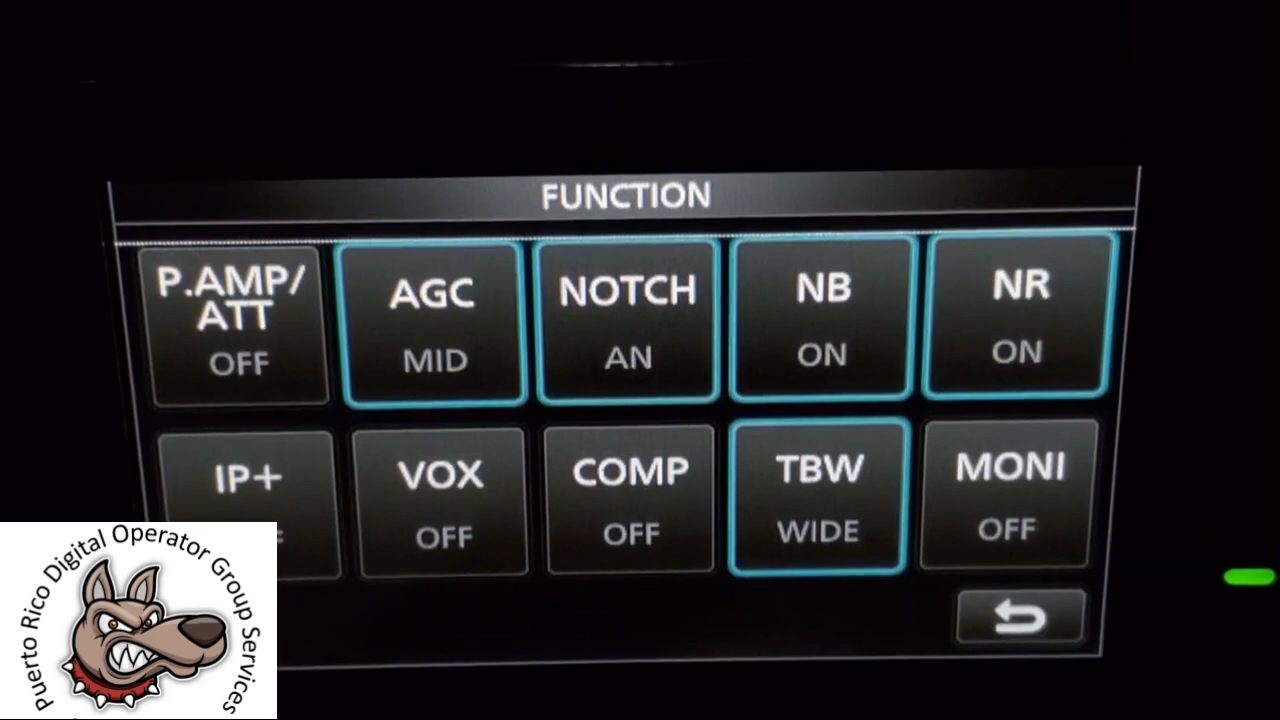 FUNCTION
P.AMP/
ATT
OFF
AGC
MID
NOTCH
AN
NB
ON
NR
ON
IP+
VOX
OFF
COMP
OFF
TBW
WIDE
MONI
OFF
Puerto Rico Digital Operator Group Services